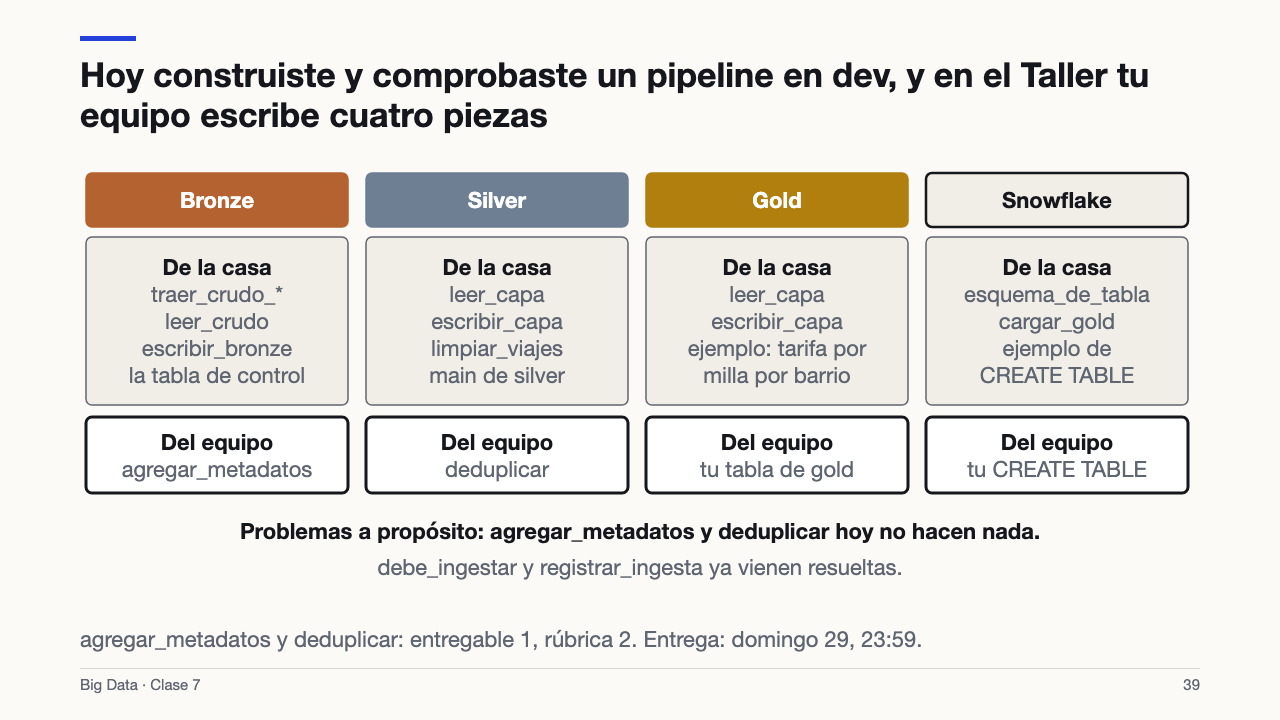 Hoy construiste y comprobaste un pipeline en dev, y en el Taller tu
equipo escribe cuatro piezas
Bronze
De la casa
traer_crudo_*
leer_crudo
escribir_bronze
la tabla de control
Del equipo
agregar_metadatos
Silver
De la casa
leer_capa
escribir_capa
limpiar_viajes
main de silver
Del equipo
deduplicar
Gold
De la casa
leer_capa
escribir_capa
ejemplo: tarifa por
milla por barrio
Del equipo
tu tabla de gold
Snowflake
De la casa
esquema_de_tabla
cargar_gold
ejemplo de
CREATE TABLE
Del equipo
tu CREATE TABLE
Problemas a propósito: agregar_metadatos y deduplicar hoy no hacen nada.
debe_ingestar y registrar_ingesta ya vienen resueltas.
agregar_metadatos y deduplicar: entregable 1, rúbrica 2. Entrega: domingo 29, 23:59.
Big Data · Clase 7
39